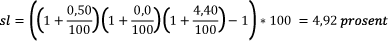 sl = ((1 + 0,50/100)(1 + 0,0/100)(1 + 4,40/100) − 1) ∗ 100 = 4,92 prosent